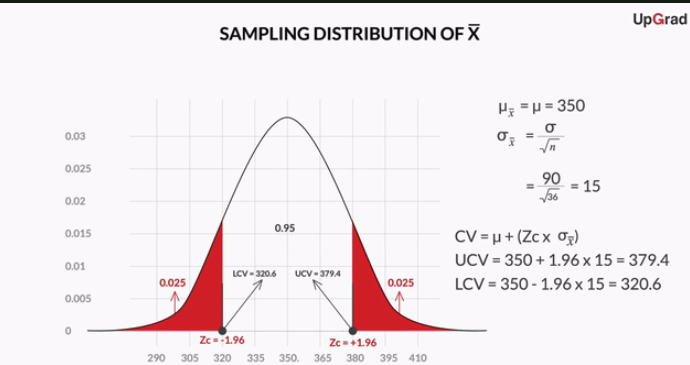 UpGrad
SAMPLING DISTRIBUTION OF X̅
μx̅ = μ = 350
σx̅ = σ/√n
= 90/√36 = 15
CV = μ + (Zc x σx̅)
UCV = 350 + 1.96 x 15 = 379.4
LCV = 350 - 1.96 x 15 = 320.6
0.03
0.025
0.02
0.015
0.01
0.005
0
0.95
0.025
LCV = 320.6
UCV = 379.4
0.025
Zc = -1.96
Zc = +1.96
290 305 320 335 350. 365 380 395 410